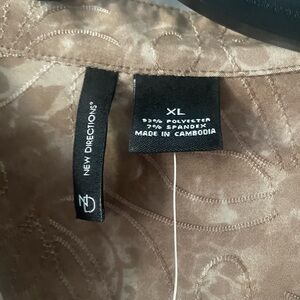 NEW DIRECTIONS®
ND
XL
93% POLYESTER
7% SPANDEX
MADE IN CAMBODIA